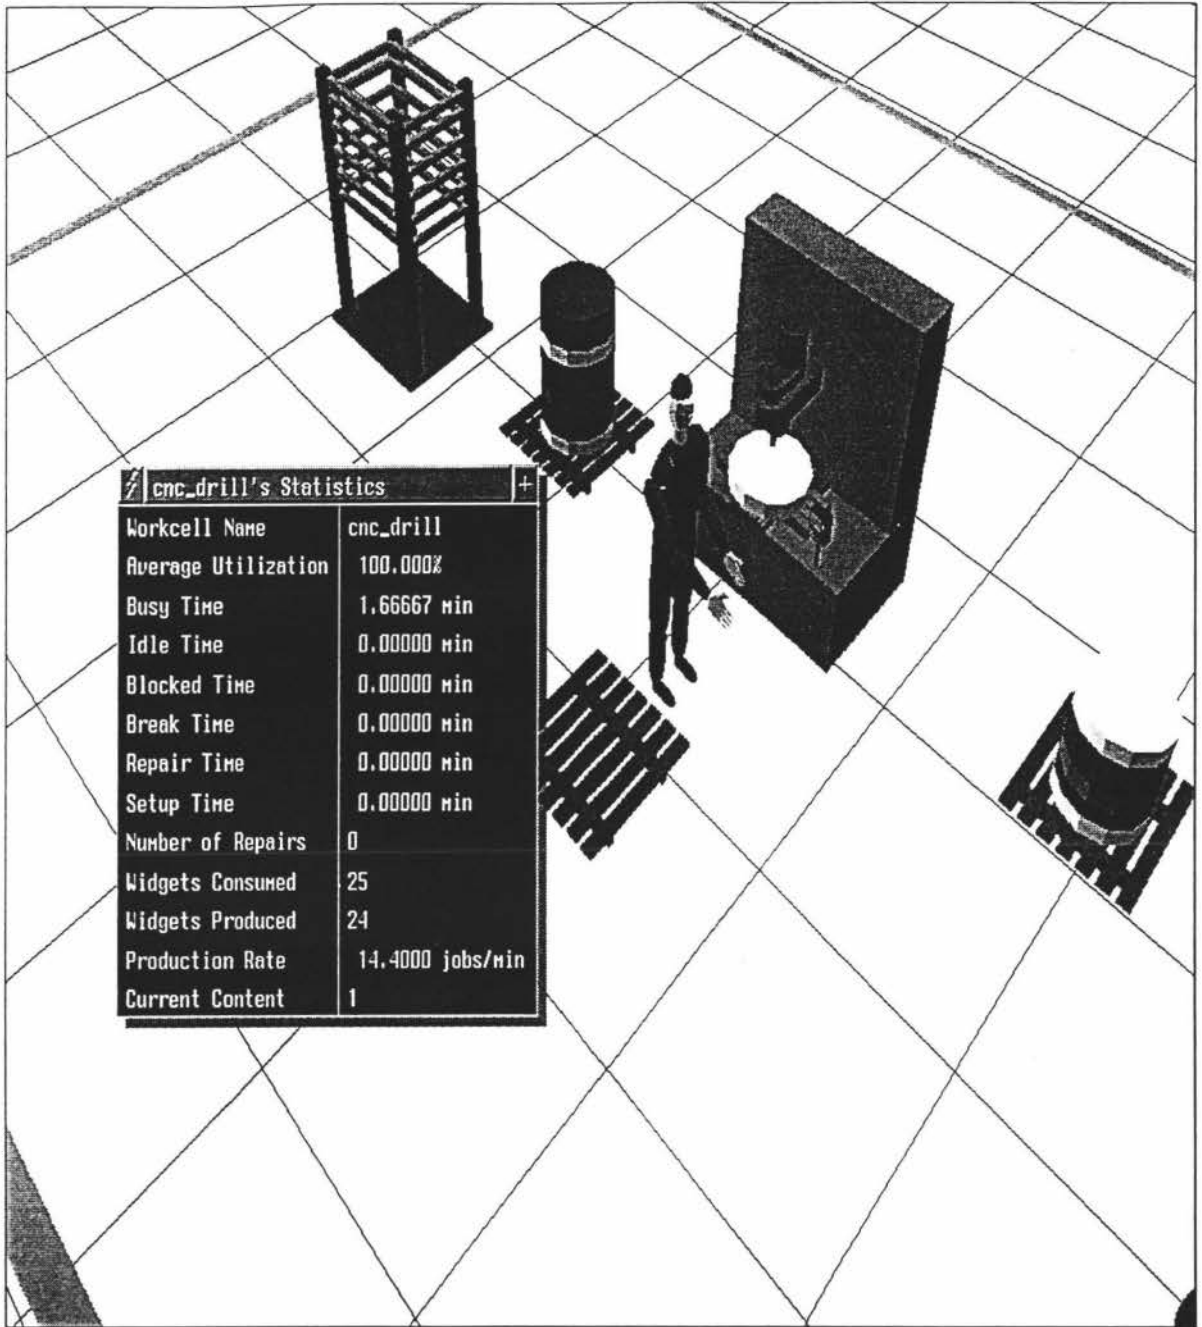 cnc_drill's Statistics
Workcell Name cnc_drill
Average Utilization 100.000%
Busy Time 1.66667 min
Idle Time 0.00000 min
Blocked Time 0.00000 min
Break Time 0.00000 min
Repair Time 0.00000 min
Setup Time 0.00000 min
Number of Repairs 0
Widgets Consumed 25
Widgets Produced 24
Production Rate 14.4000 jobs/min
Current Content 1